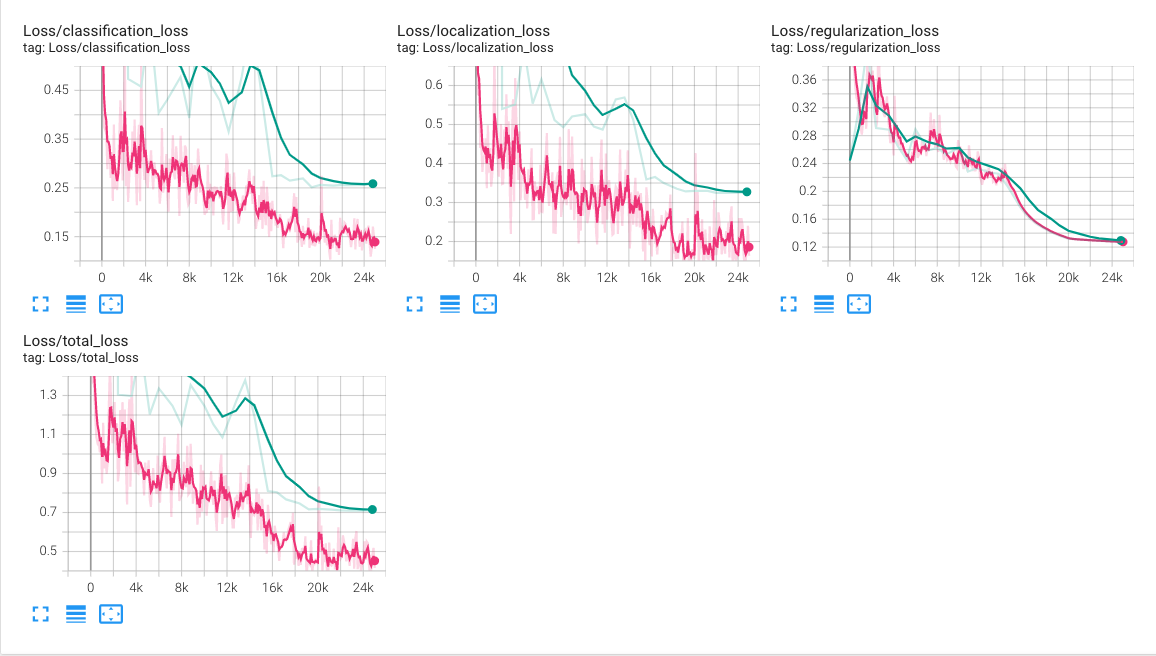 Loss/classification_loss
tag: Loss/classification_loss
0.45
0.35
0.25
0.15
0 4k 8k 12k 16k 20k 24k
Loss/localization_loss
tag: Loss/localization_loss
0.6
0.5
0.4
0.3
0.2
0 4k 8k 12k 16k 20k 24k
Loss/regularization_loss
tag: Loss/regularization_loss
0.36
0.32
0.28
0.24
0.2
0.16
0.12
0 4k 8k 12k 16k 20k 24k
Loss/total_loss
tag: Loss/total_loss
1.3
1.1
0.9
0.7
0.5
0 4k 8k 12k 16k 20k 24k